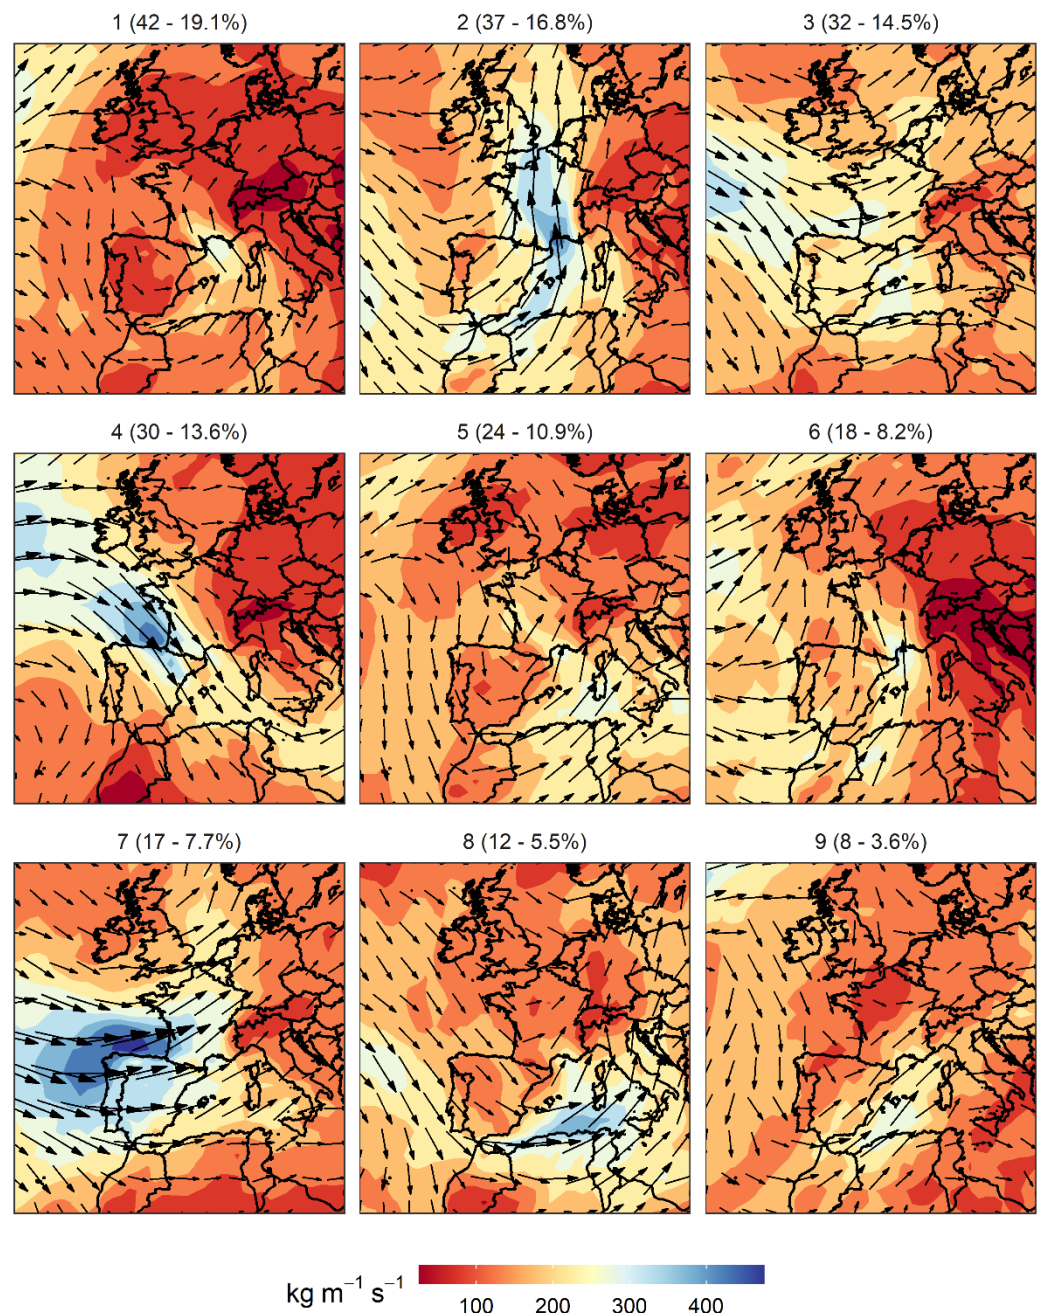 1 (42 - 19.1%) 2 (37 - 16.8%) 3 (32 - 14.5%)
4 (30 - 13.6%) 5 (24 - 10.9%) 6 (18 - 8.2%)
7 (17 - 7.7%) 8 (12 - 5.5%) 9 (8 - 3.6%)
kg m⁻¹ s⁻¹
100 200 300 400